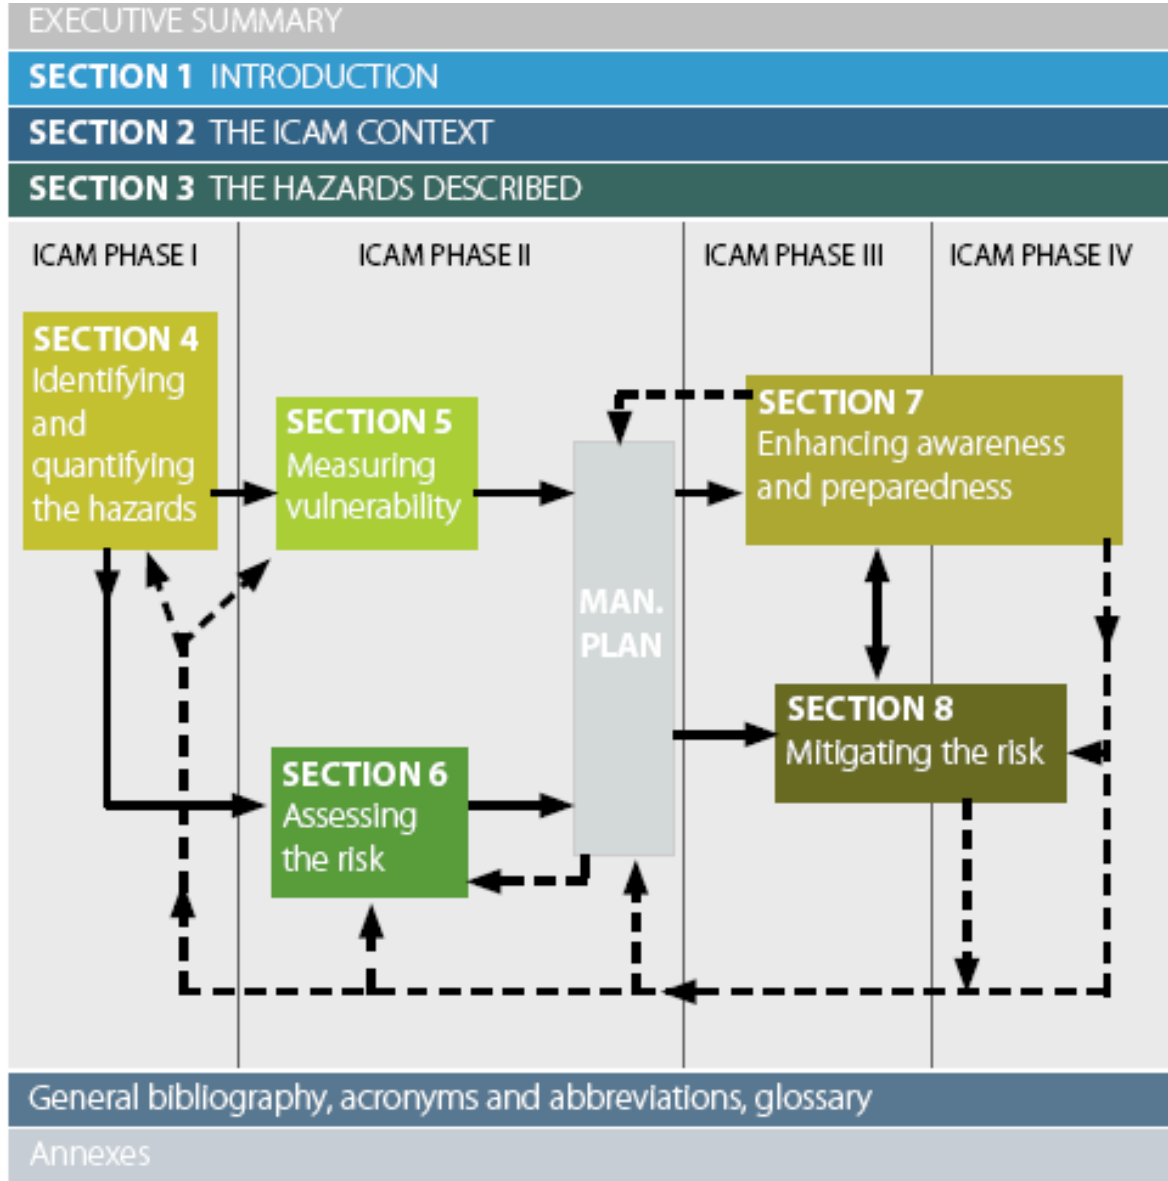 EXECUTIVE SUMMARY
SECTION 1 INTRODUCTION
SECTION 2 THE ICAM CONTEXT
SECTION 3 THE HAZARDS DESCRIBED
ICAM PHASE I
ICAM PHASE II
ICAM PHASE III
ICAM PHASE IV
SECTION 4
Identifying
and
quantifying
the hazards
SECTION 5
Measuring
vulnerability
SECTION 6
Assessing
the risk
MAN.
PLAN
SECTION 7
Enhancing awareness
and preparedness
SECTION 8
Mitigating the risk
General bibliography, acronyms and abbreviations, glossary
Annexes